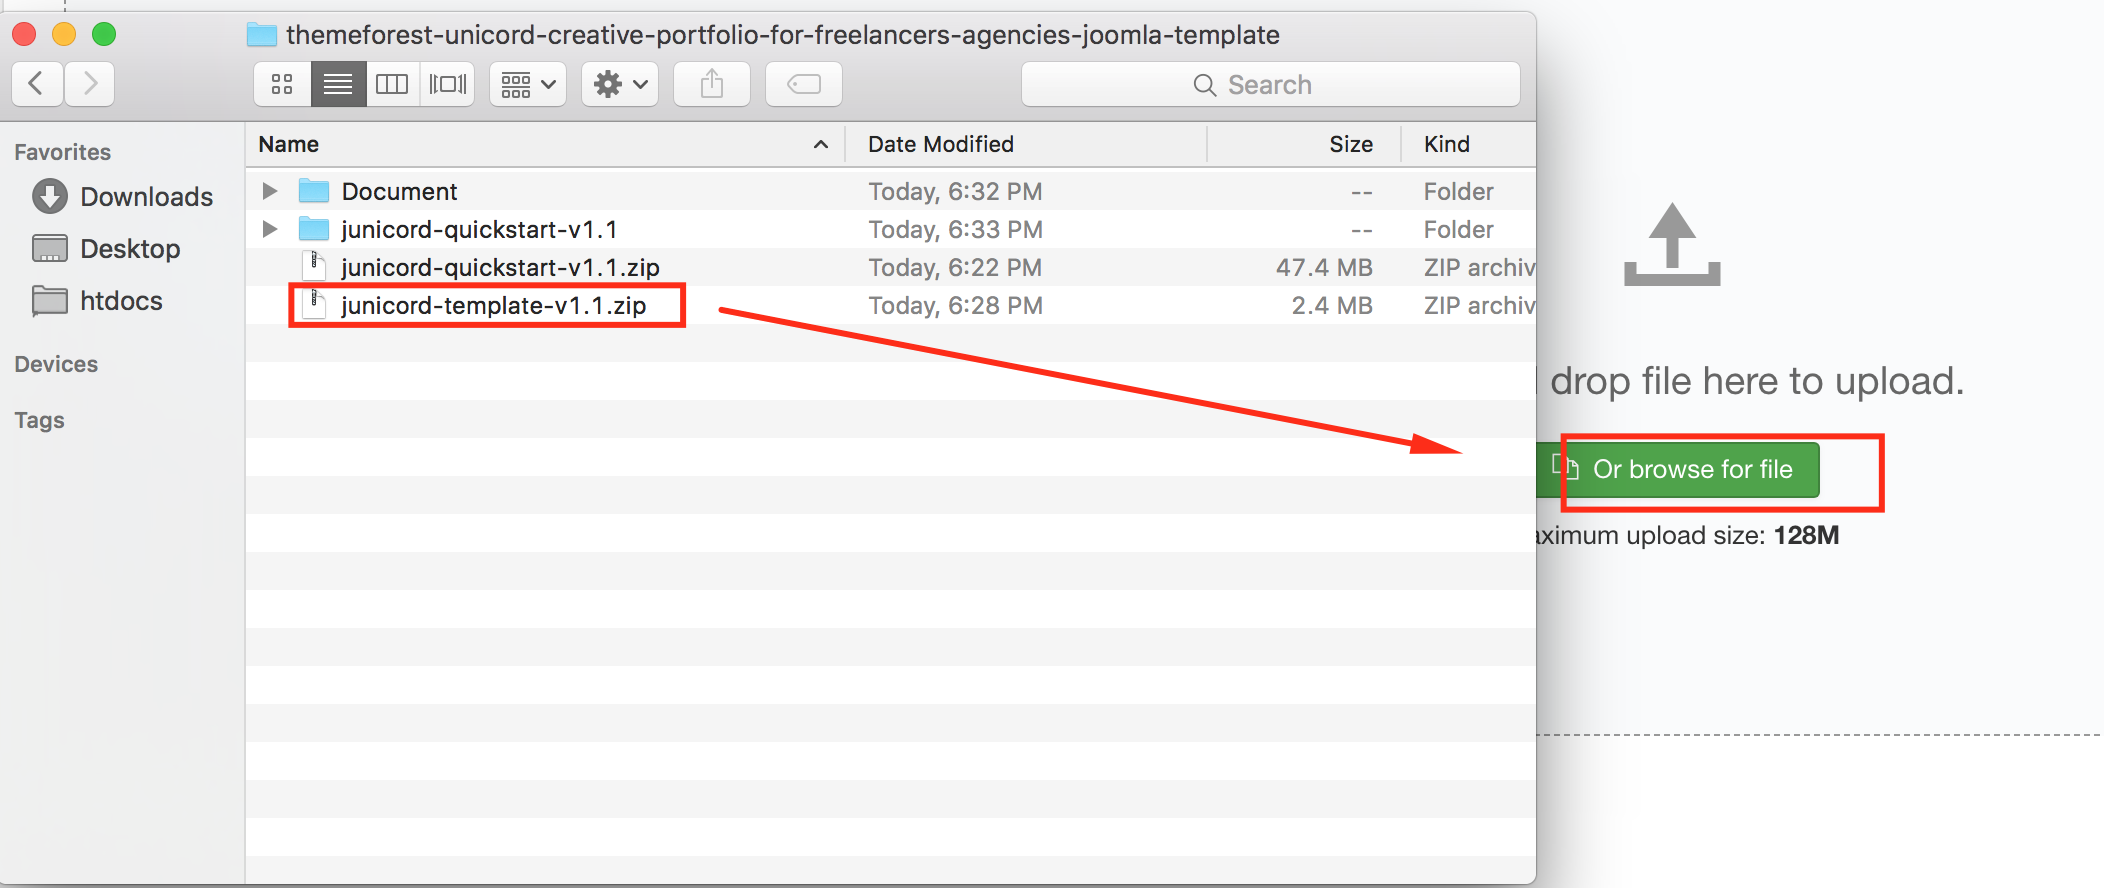 themeforest-unicord-creative-portfolio-for-freelancers-agencies-joomla-template
Search
Favorites
Downloads
Desktop
htdocs
Devices
Tags
Name Date Modified Size Kind
Document Today, 6:32 PM -- Folder
junicord-quickstart-v1.1 Today, 6:33 PM -- Folder
junicord-quickstart-v1.1.zip Today, 6:22 PM 47.4 MB ZIP archiv
junicord-template-v1.1.zip Today, 6:28 PM 2.4 MB ZIP archiv
drop file here to upload.
Or browse for file
aximum upload size: 128M